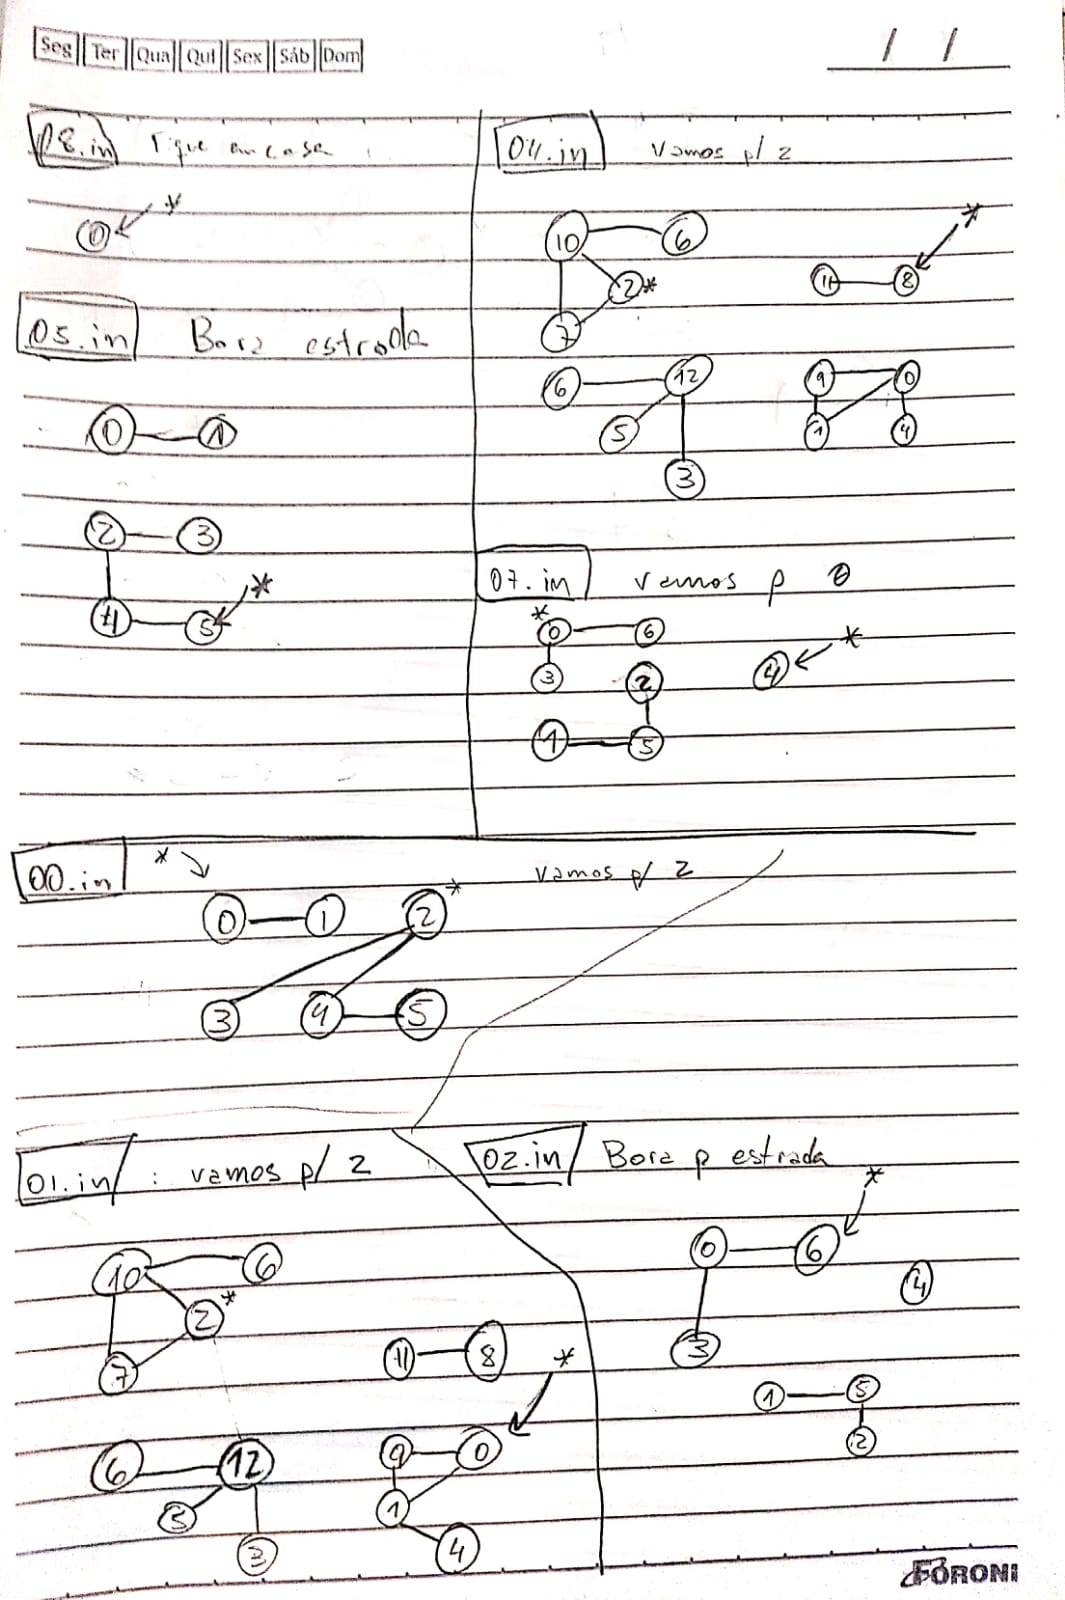 Seg Ter Qua Qui Sex Sáb Dom
/ /
08.in Fique em casa
*
0
05.in Bora estrada
0 1
2 3
*
4 5
04.in Vamos p/ 2
*
10 6
2* 11 8
7
6 12 9 0
5 1 4
3
07.in vamos p 0
*
0 6
*
3 2 4
1 5
00.in * vamos p/ 2
0 1 2 *
3 4 5
01.in : vamos p/ 2
10 6
2 *
7 11 8
*
6 12 9 0
5 1
3 4
02.in Bora p estrada
*
0 6
4
3
1 5
2
FORONI